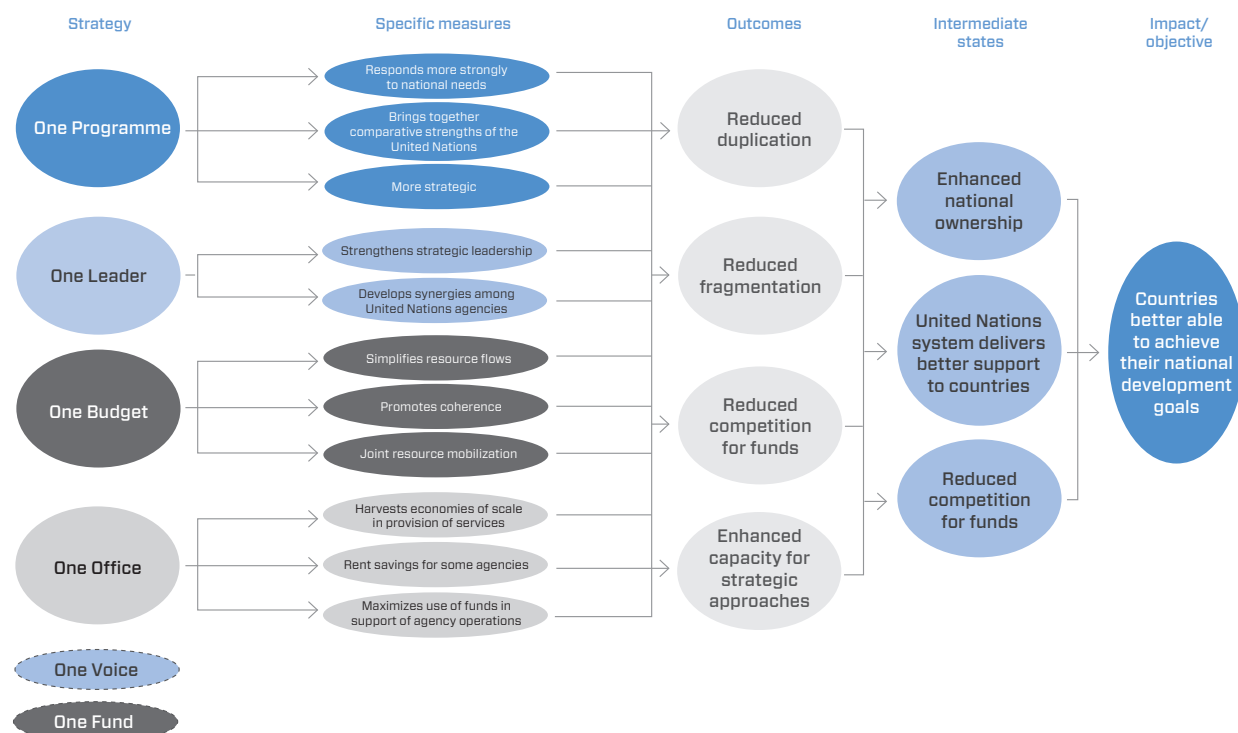 Strategy
Specific measures
Outcomes
Intermediate
states
Impact/
objective
One Programme
Responds more strongly
to national needs
Brings together
comparative strengths of the
United Nations
More strategic
One Leader
Strengthens strategic leadership
Develops synergies among
United Nations agencies
One Budget
Simplifies resource flows
Promotes coherence
Joint resource mobilization
One Office
Harvests economies of scale
in provision of services
Rent savings for some agencies
Maximizes use of funds in
support of agency operations
One Voice
One Fund
Reduced
duplication
Reduced
fragmentation
Reduced
competition
for funds
Enhanced
capacity for
strategic
approaches
Enhanced
national
ownership
United Nations
system delivers
better support
to countries
Reduced
competition
for funds
Countries
better able
to achieve
their national
development
goals